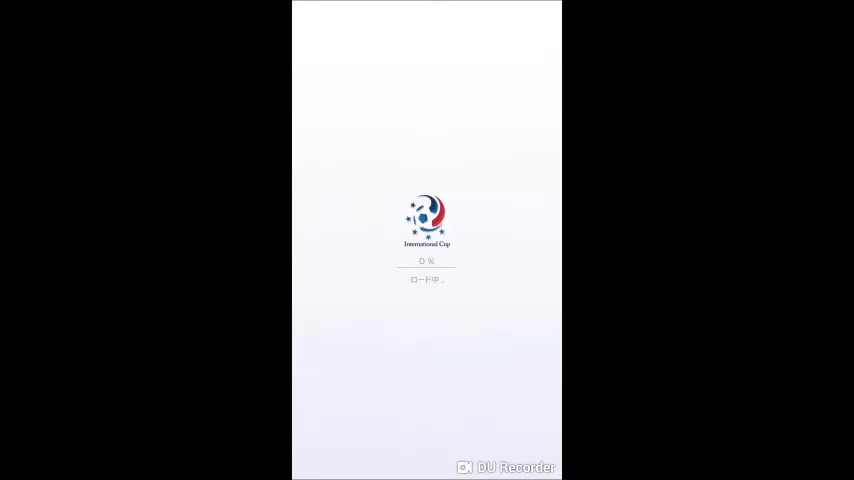 International Cup
0 %
ロード中 .
DU Recorder